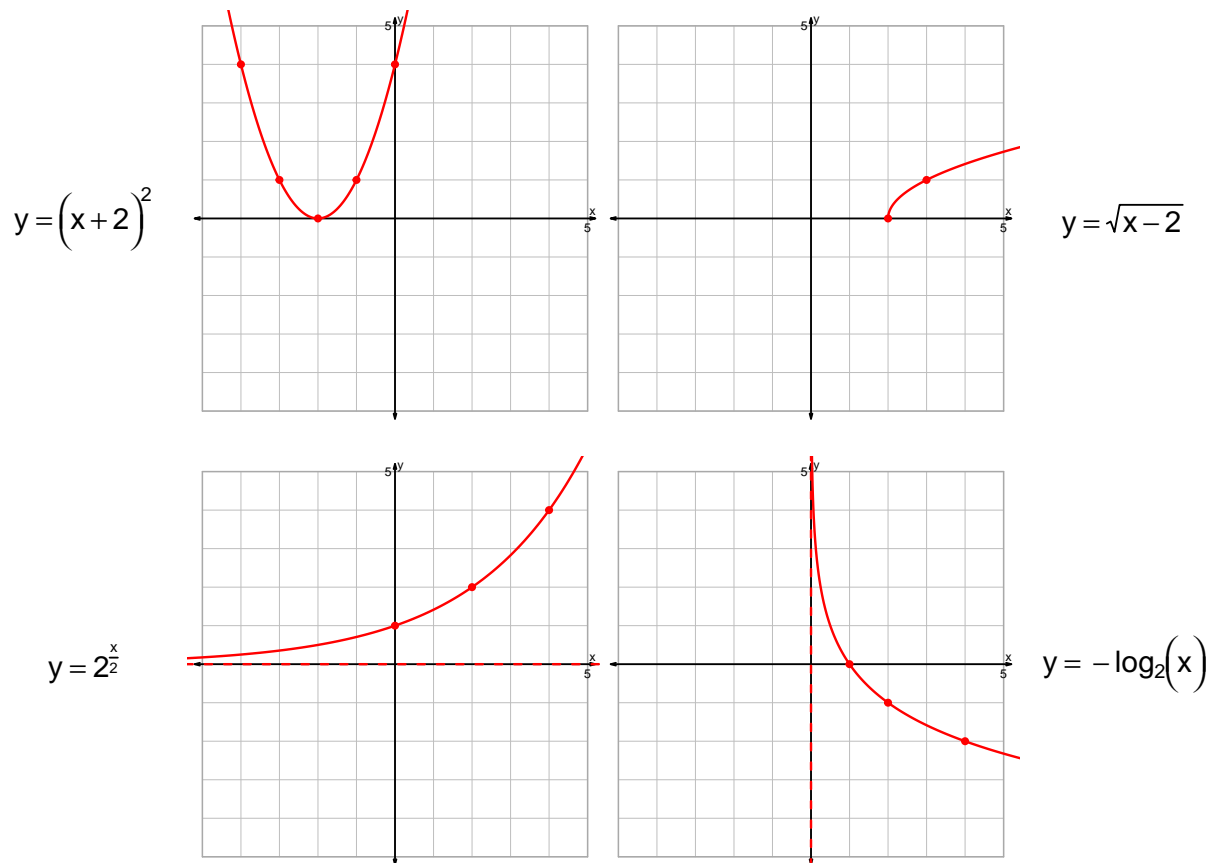 5 y
x
5
y = (x + 2)^2
5 y
x
5
y = √(x − 2)
5 y
x
5
y = 2^(x/2)
5 y
x
5
y = −log₂(x)